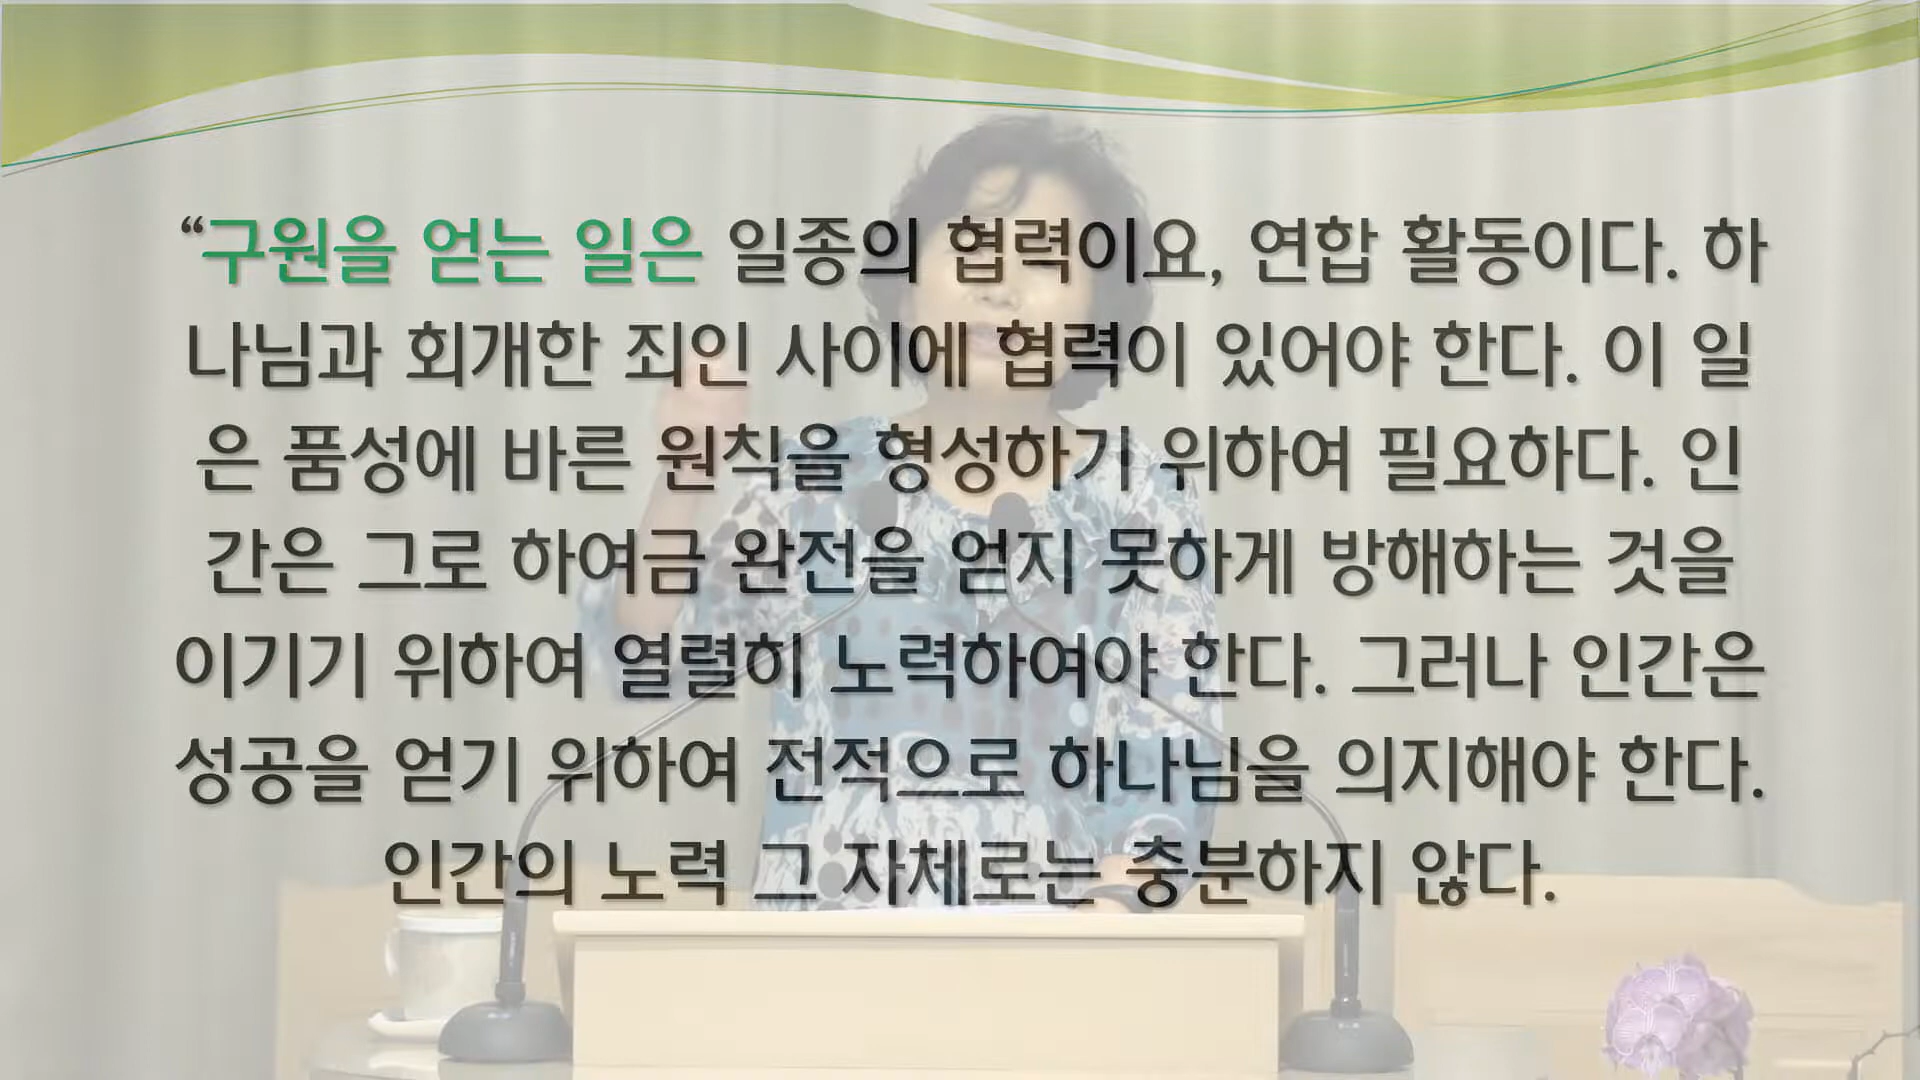 “구원을 얻는 일은 일종의 협력이요, 연합 활동이다. 하
나님과 회개한 죄인 사이에 협력이 있어야 한다. 이 일
은 품성에 바른 원칙을 형성하기 위하여 필요하다. 인
간은 그로 하여금 완전을 얻지 못하게 방해하는 것을
이기기 위하여 열렬히 노력하여야 한다. 그러나 인간은
성공을 얻기 위하여 전적으로 하나님을 의지해야 한다.
인간의 노력 그 자체로는 충분하지 않다.